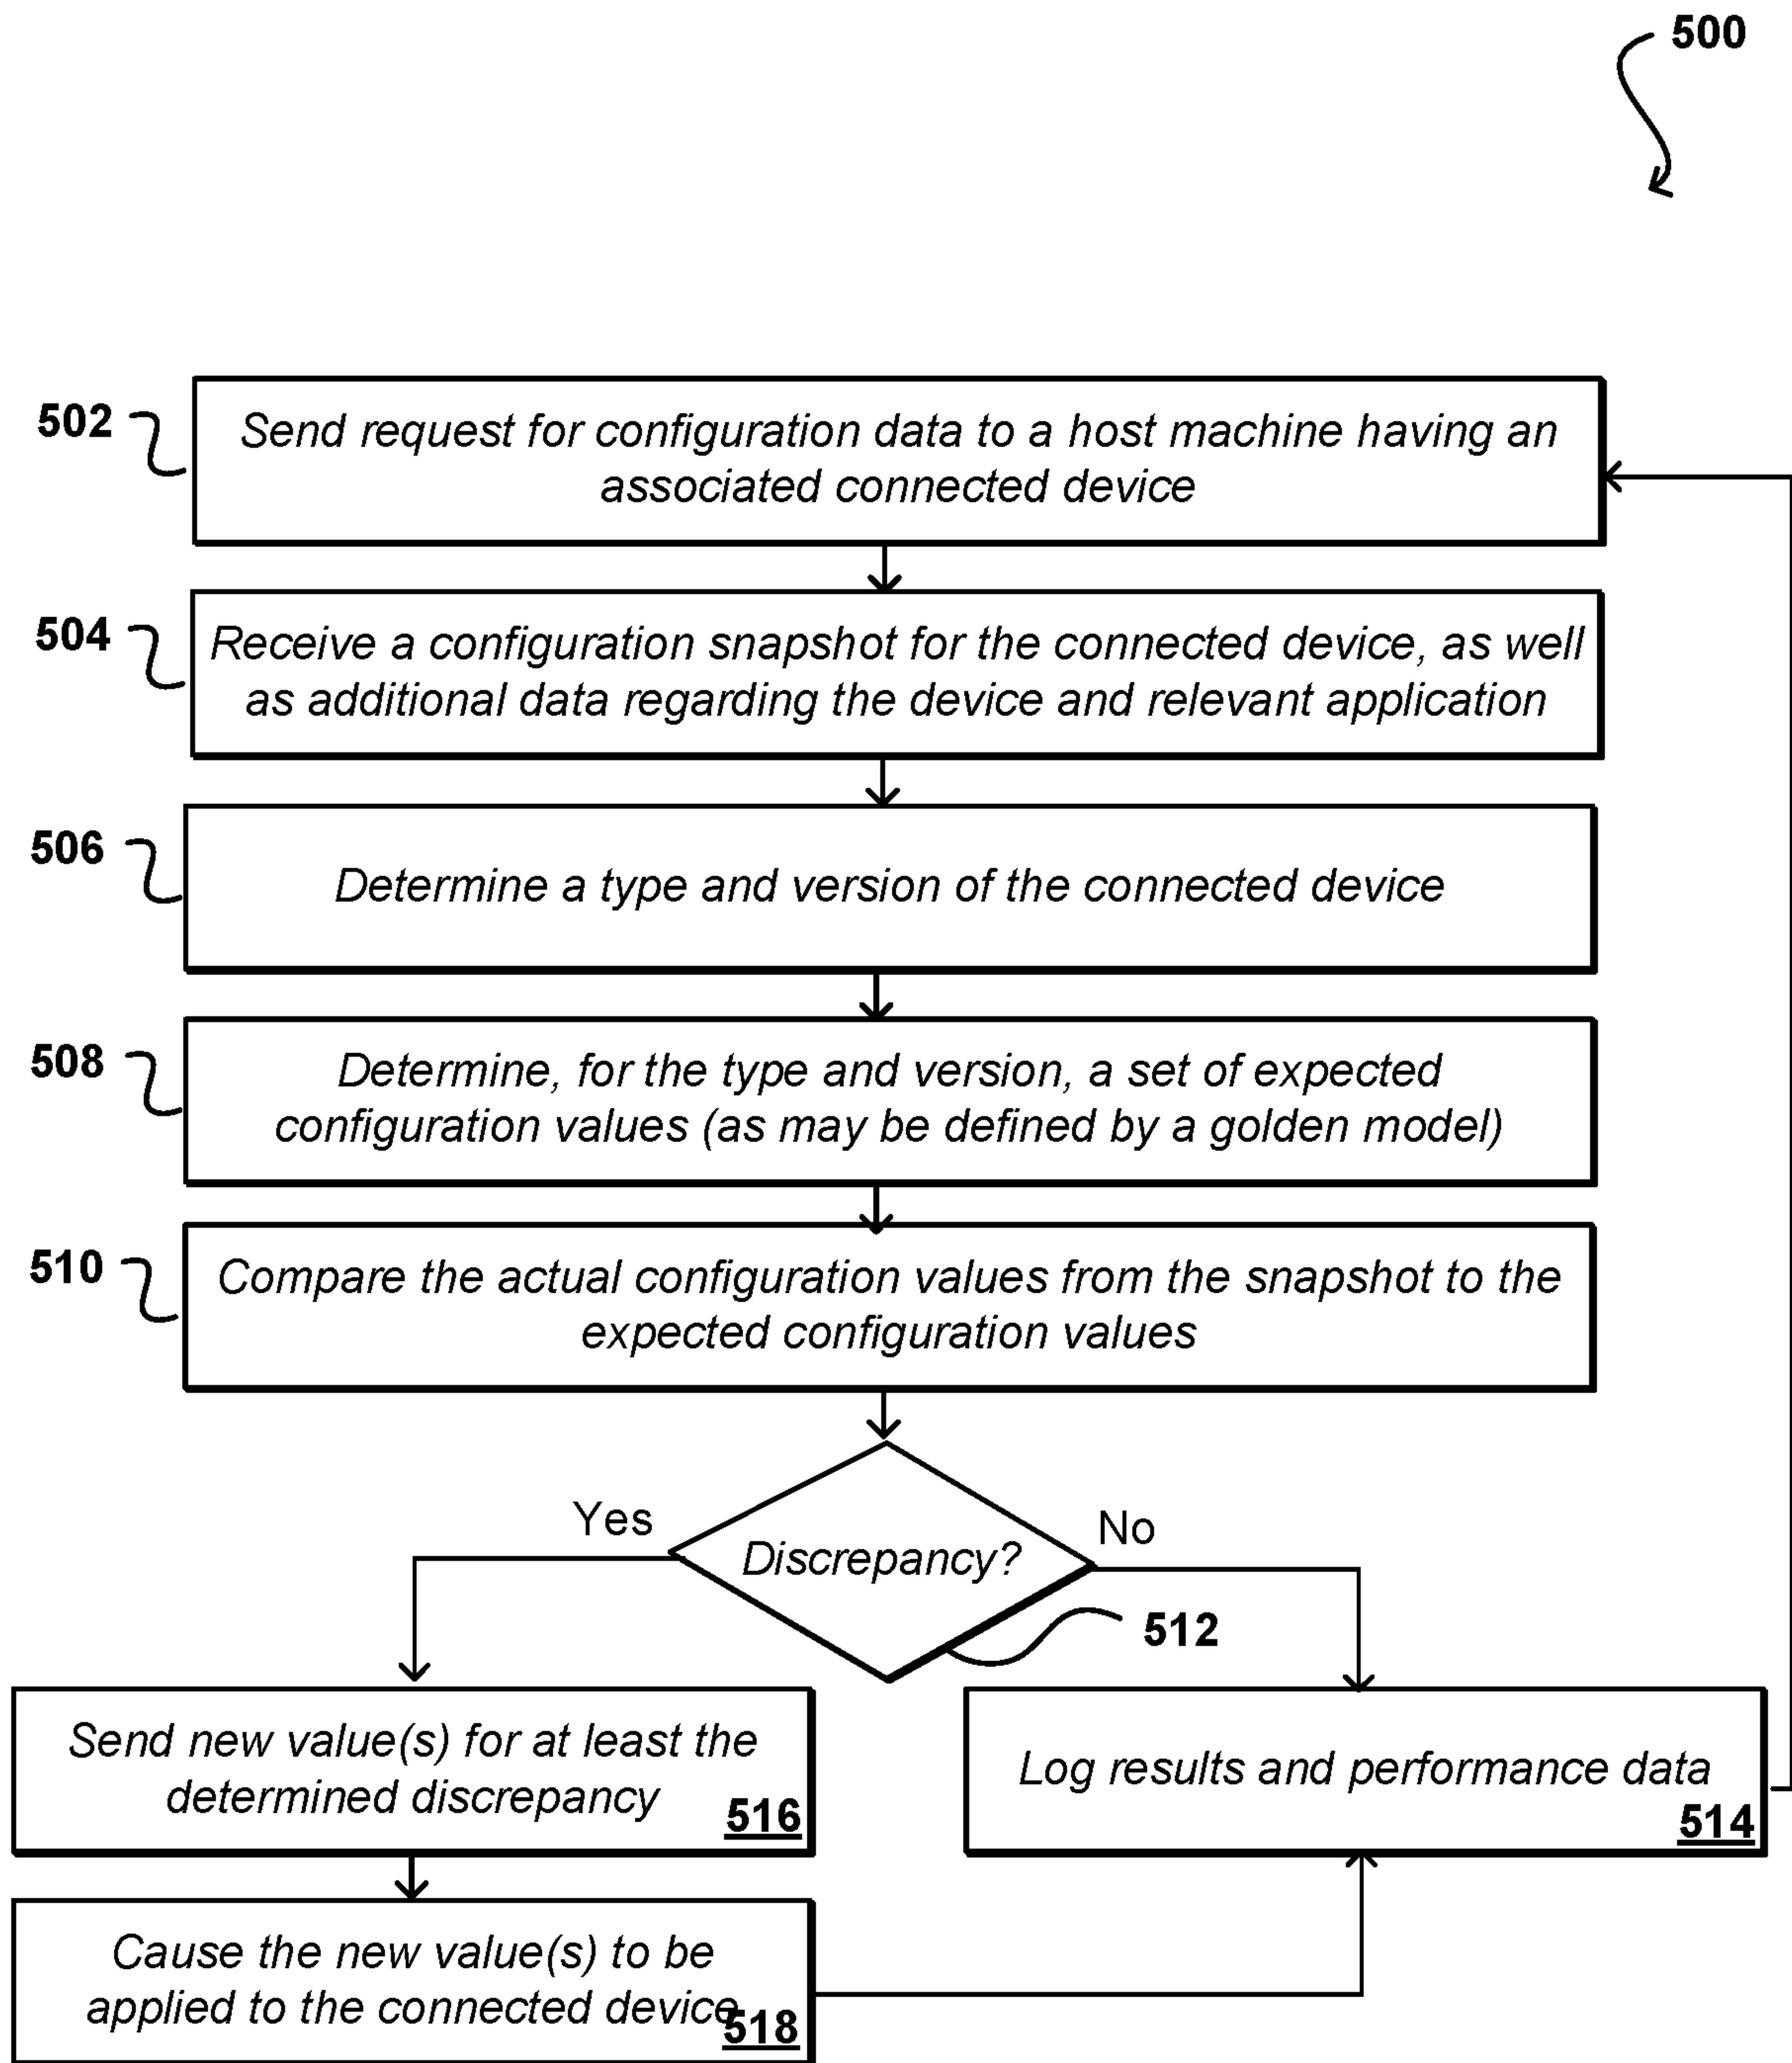 500
502
Send request for configuration data to a host machine having an
associated connected device
504
Receive a configuration snapshot for the connected device, as well
as additional data regarding the device and relevant application
506
Determine a type and version of the connected device
508
Determine, for the type and version, a set of expected
configuration values (as may be defined by a golden model)
510
Compare the actual configuration values from the snapshot to the
expected configuration values
Yes
Discrepancy?
No
512
Send new value(s) for at least the
determined discrepancy
516
Log results and performance data
514
Cause the new value(s) to be
applied to the connected device
518